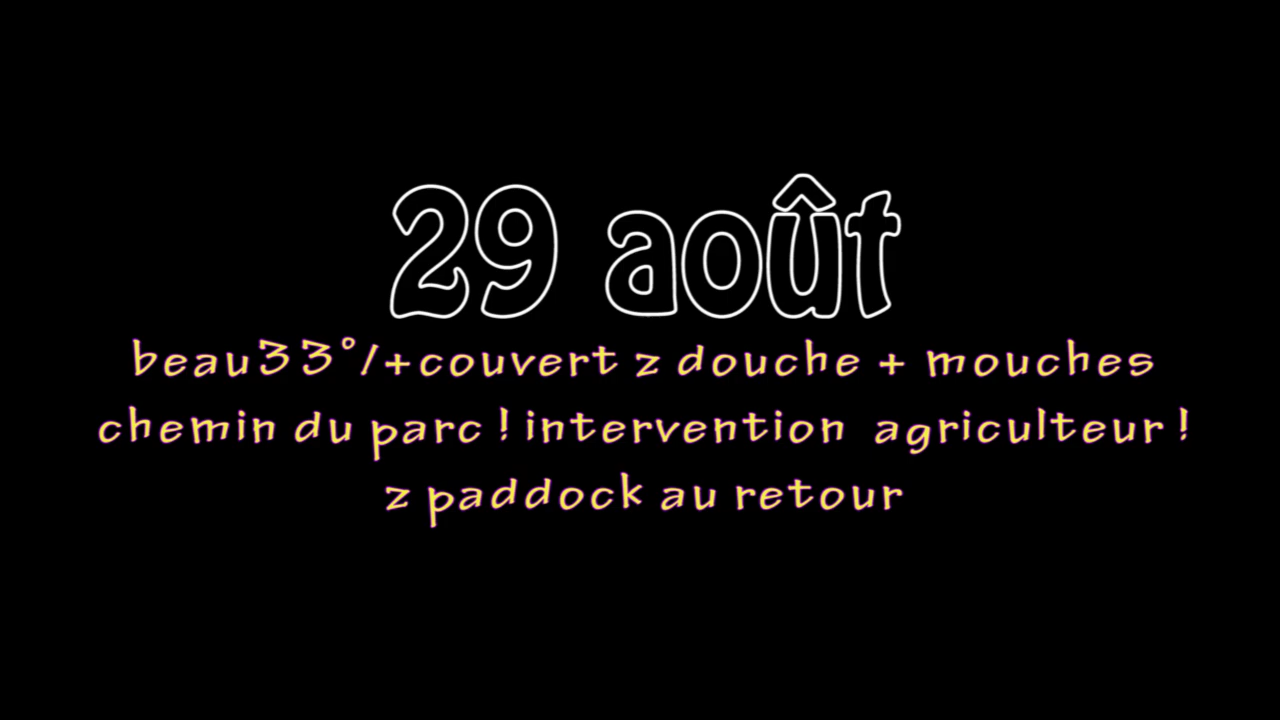 29 août
beau33°/+couvert z douche + mouches
chemin du parc ! intervention agriculteur !
z paddock au retour